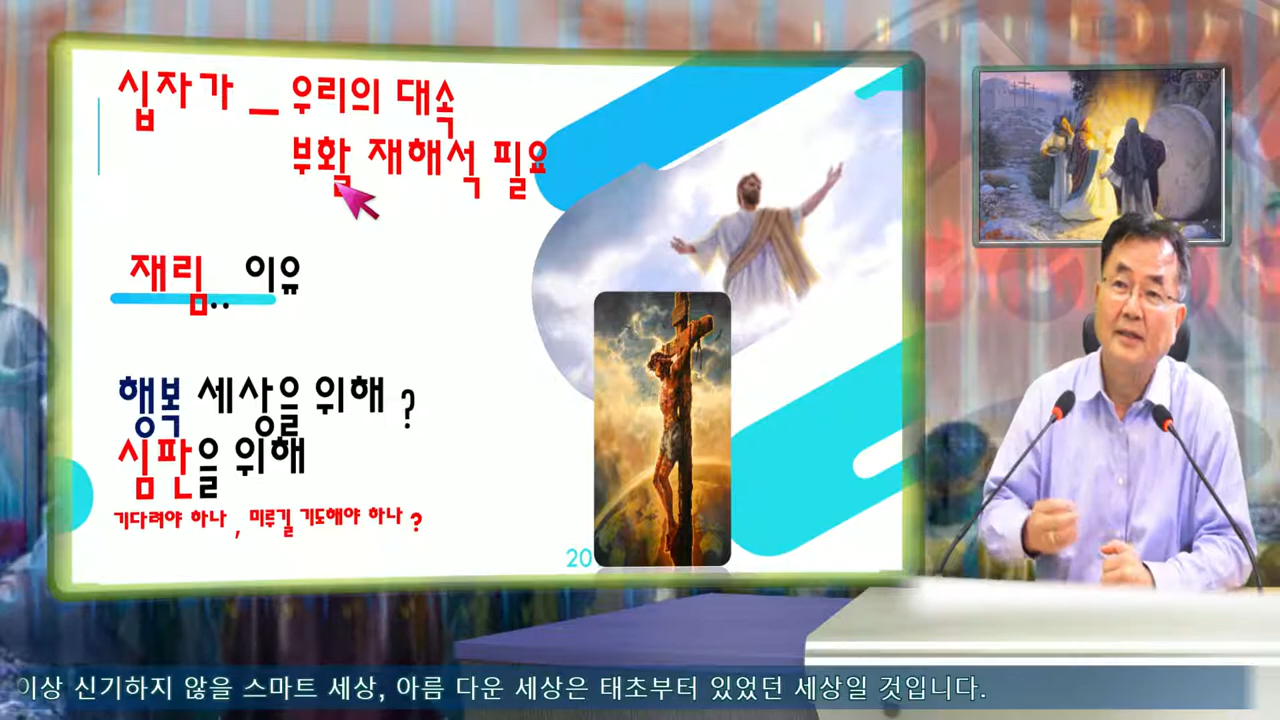 십자가 – 우리의 대속
부활 재해석 필요
재림.. 이유
행복 세상을 위해 ?
심판을 위해
기다려야 하나 , 미루길 기도해야 하나 ?
20
이상 신기하지 않을 스마트 세상, 아름 다운 세상은 태초부터 있었던 세상일 것입니다.